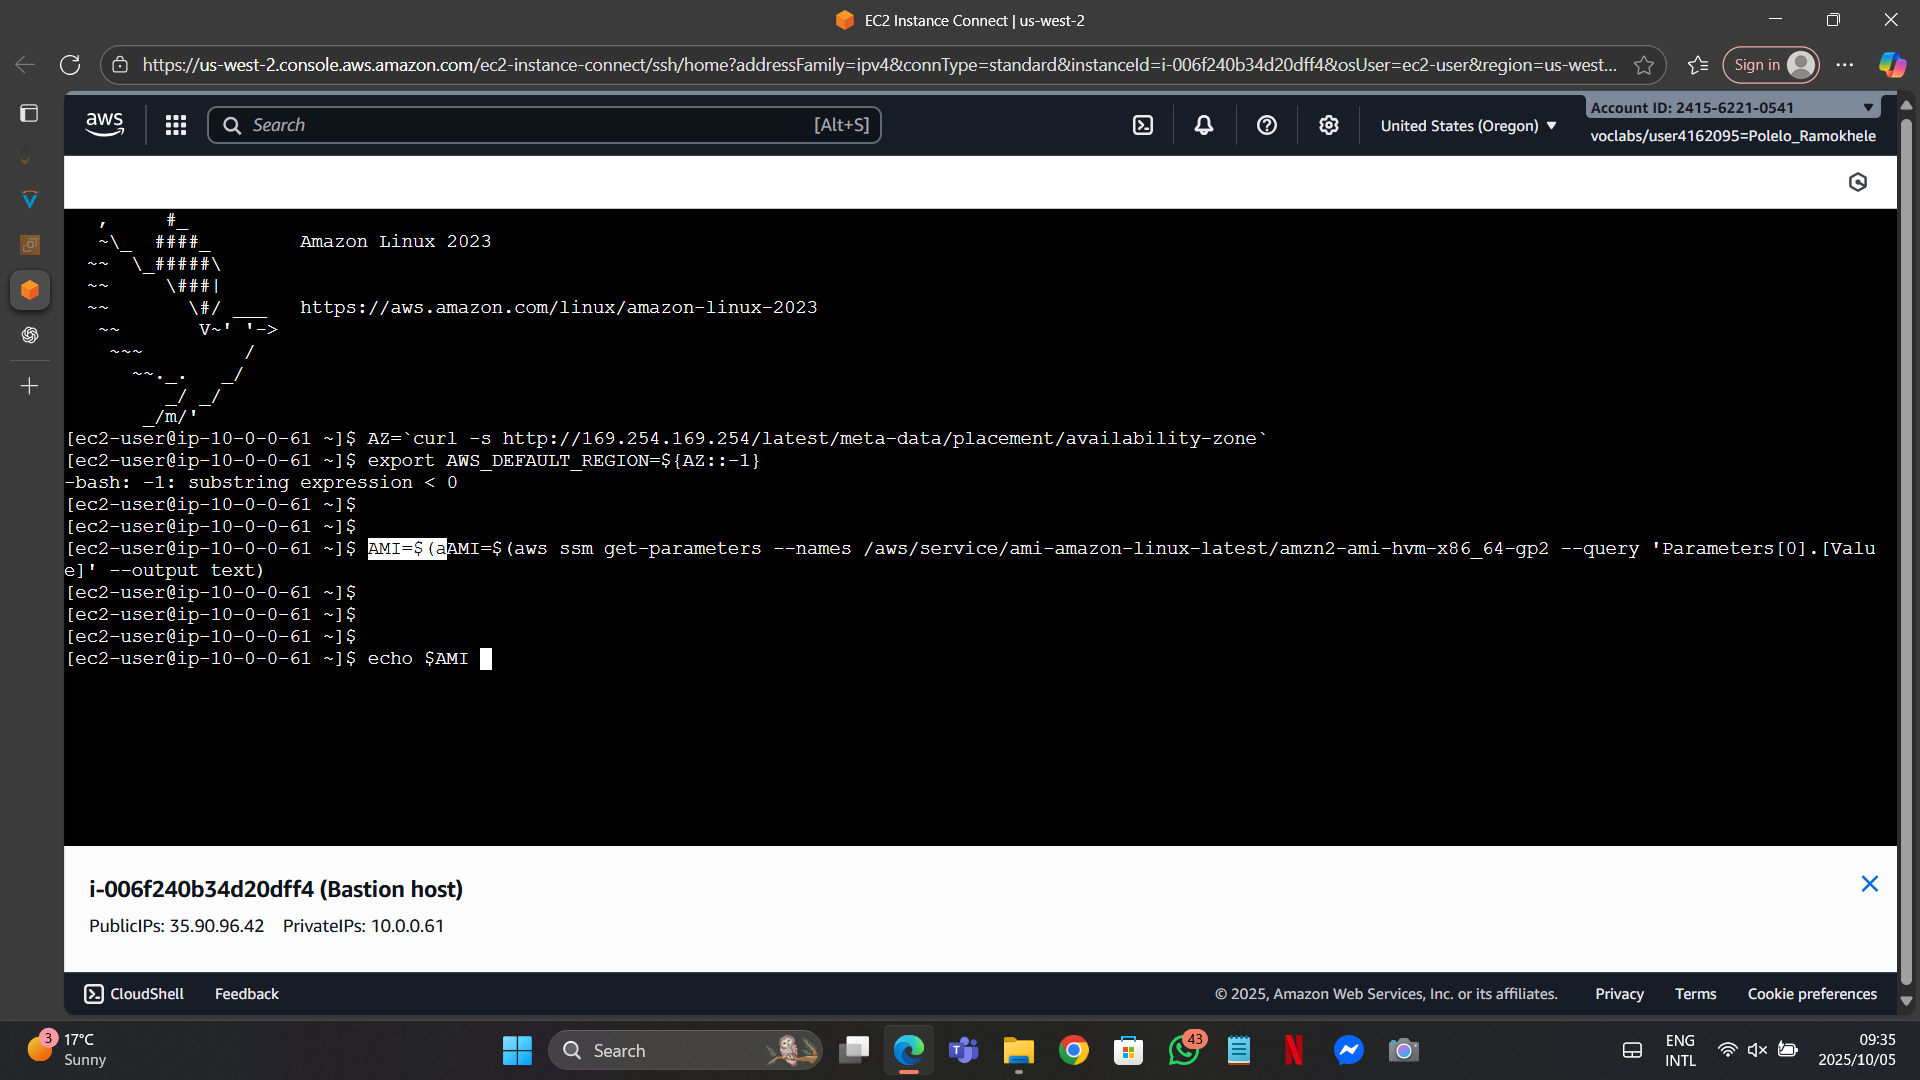 EC2 Instance Connect | us-west-2
https://us-west-2.console.aws.amazon.com/ec2-instance-connect/ssh/home?addressFamily=ipv4&connType=standard&instanceId=i-006f240b34d20dff4&osUser=ec2-user&region=us-west...
Sign in
aws
Search
[Alt+S]
United States (Oregon)
Account ID: 2415-6221-0541
voclabs/user4162095=Polelo_Ramokhele
   ,     #_
   ~\_  ####_        Amazon Linux 2023
  ~~  \_#####\
  ~~     \###|
  ~~       \#/ ___   https://aws.amazon.com/linux/amazon-linux-2023
   ~~       V~' '->
    ~~~         /
      ~~._.   _/
         _/ _/
       _/m/'
[ec2-user@ip-10-0-0-61 ~]$ AZ=`curl -s http://169.254.169.254/latest/meta-data/placement/availability-zone`
[ec2-user@ip-10-0-0-61 ~]$ export AWS_DEFAULT_REGION=${AZ::-1}
-bash: -1: substring expression < 0
[ec2-user@ip-10-0-0-61 ~]$
[ec2-user@ip-10-0-0-61 ~]$
[ec2-user@ip-10-0-0-61 ~]$ AMI=$(aAMI=$(aws ssm get-parameters --names /aws/service/ami-amazon-linux-latest/amzn2-ami-hvm-x86_64-gp2 --query 'Parameters[0].[Valu
e]' --output text)
[ec2-user@ip-10-0-0-61 ~]$
[ec2-user@ip-10-0-0-61 ~]$
[ec2-user@ip-10-0-0-61 ~]$
[ec2-user@ip-10-0-0-61 ~]$ echo $AMI
i-006f240b34d20dff4 (Bastion host)
PublicIPs: 35.90.96.42 PrivateIPs: 10.0.0.61
CloudShell
Feedback
© 2025, Amazon Web Services, Inc. or its affiliates.
Privacy
Terms
Cookie preferences
3
17°C
Sunny
Search
43
ENG
INTL
09:35
2025/10/05